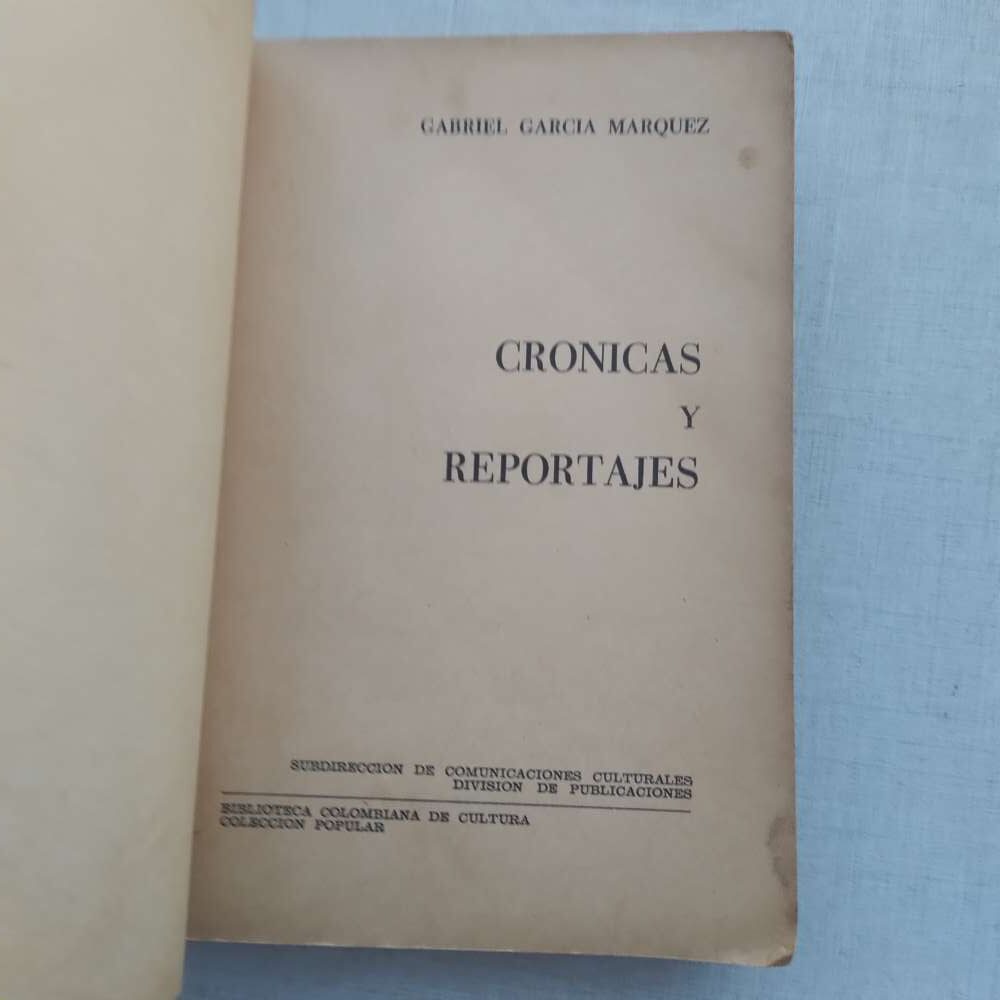 GABRIEL GARCIA MARQUEZ
CRONICAS
Y
REPORTAJES
SUBDIRECCION DE COMUNICACIONES CULTURALES
DIVISION DE PUBLICACIONES
BIBLIOTECA COLOMBIANA DE CULTURA
COLECCION POPULAR